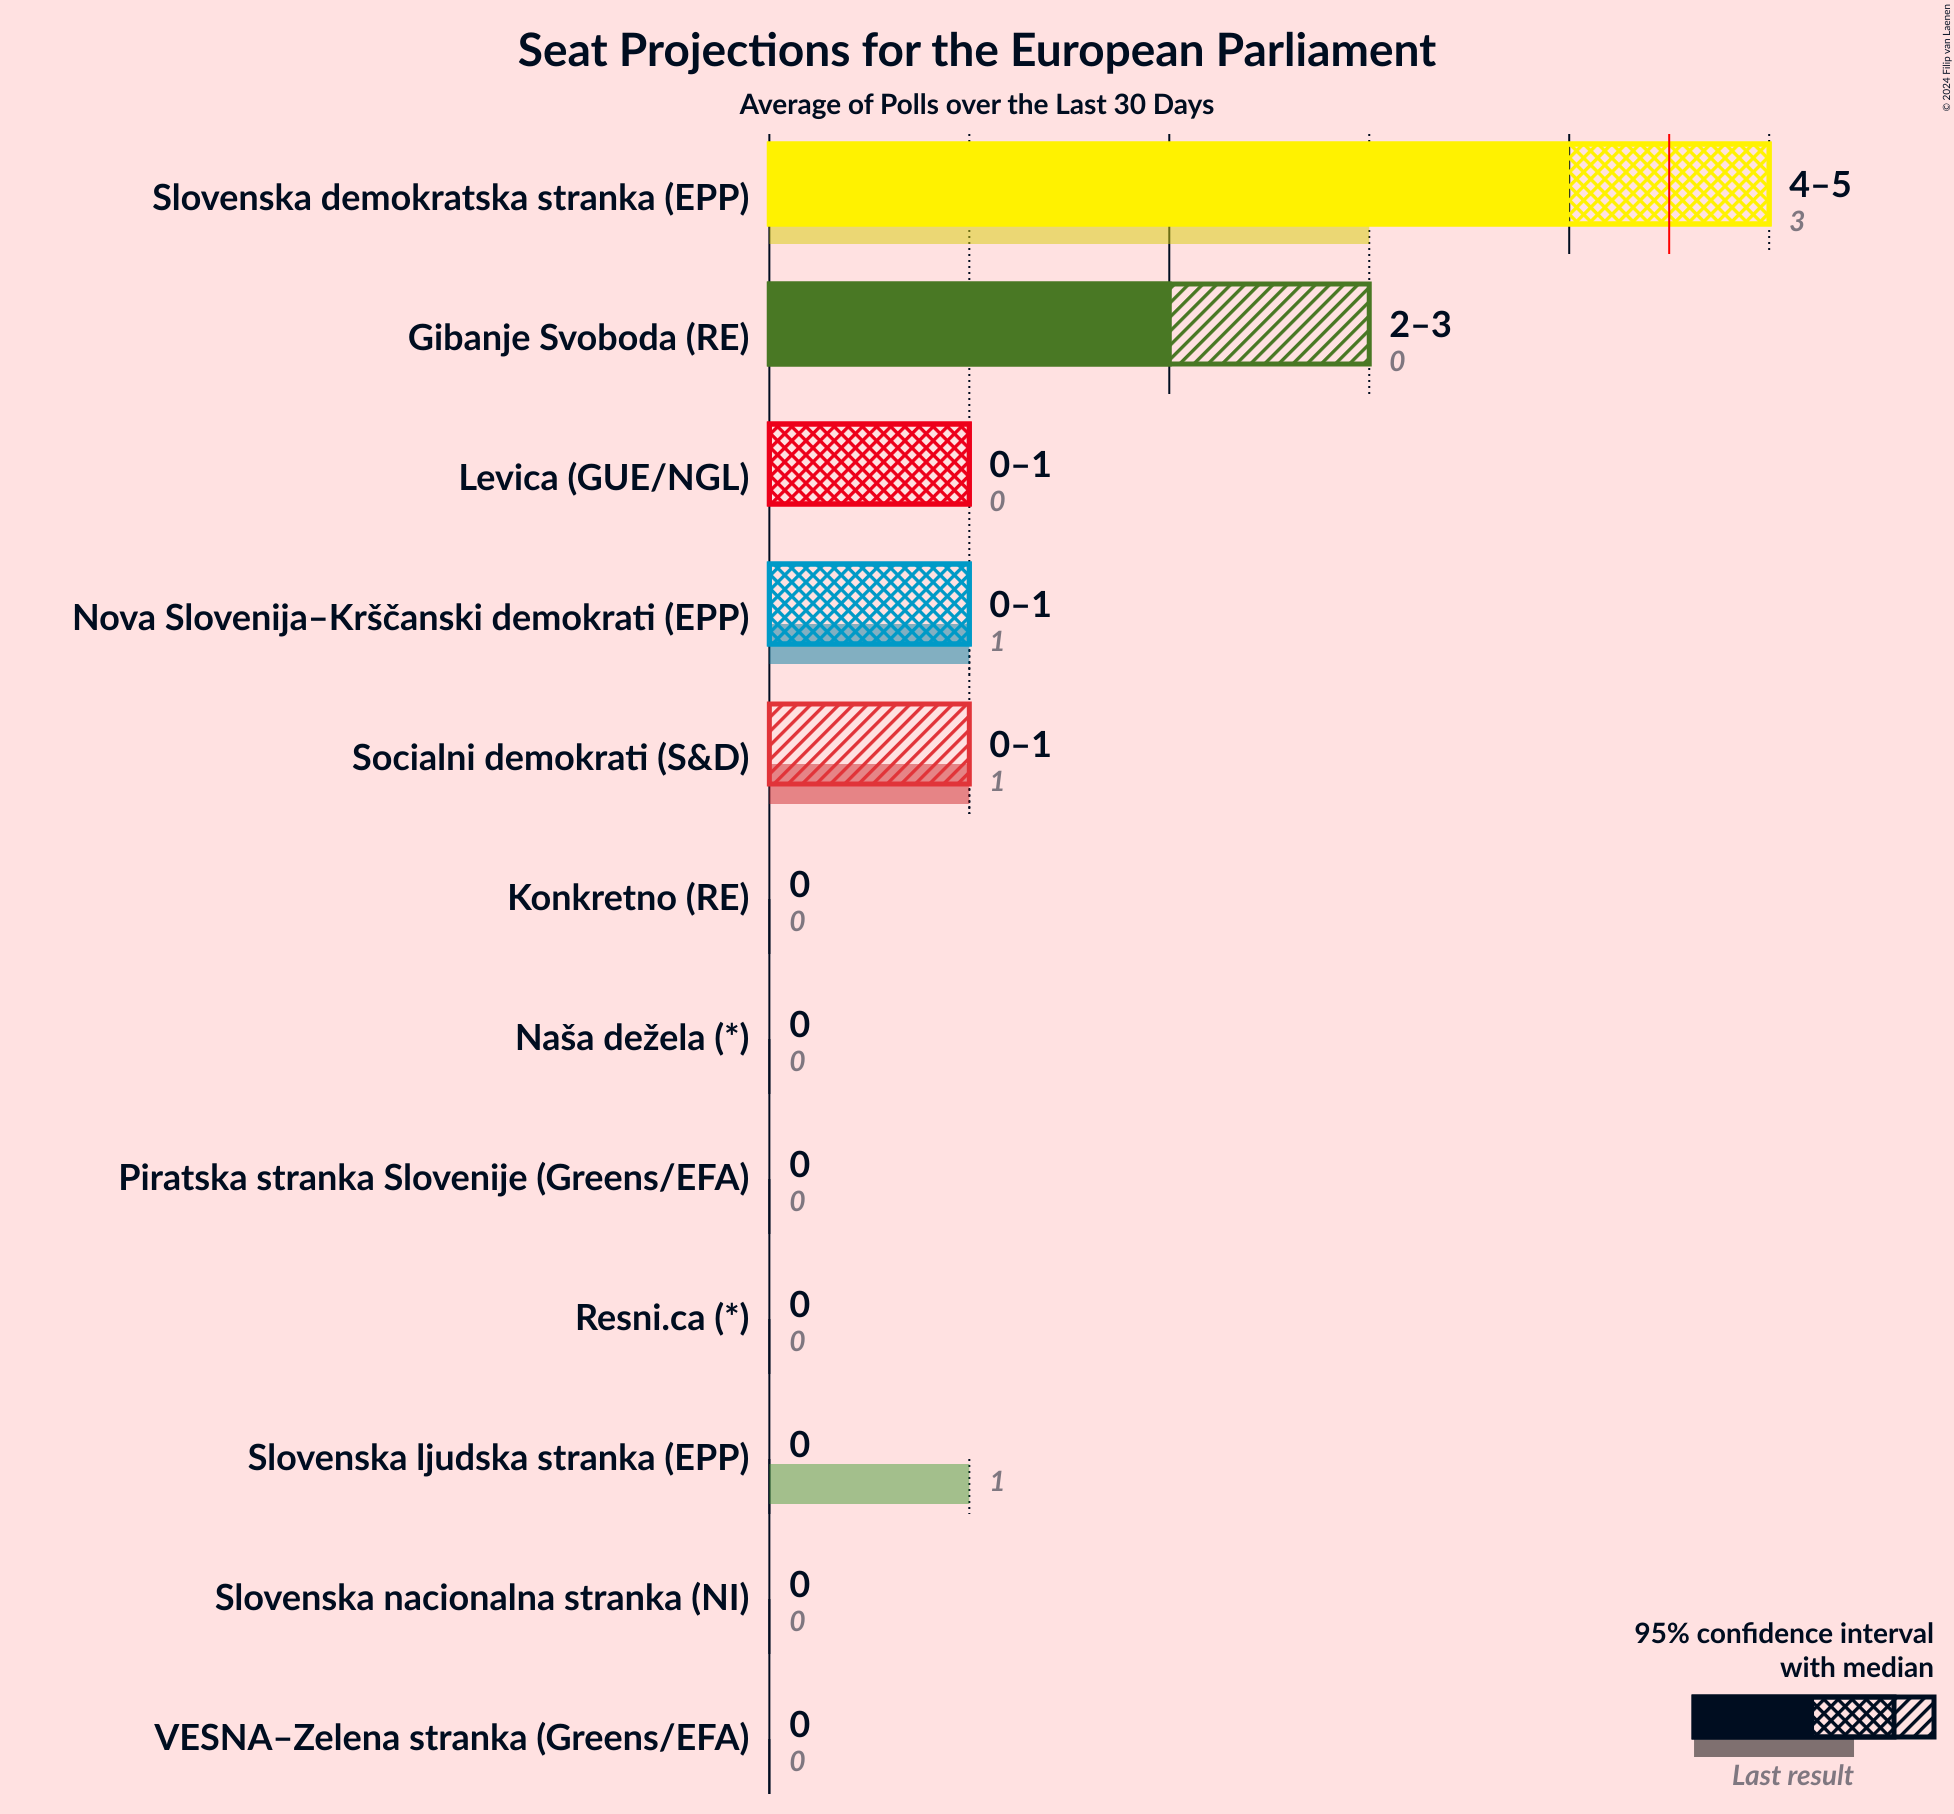 Seat Projections for the European Parliament
Average of Polls over the Last 30 Days
© 2024 Filip van Laenen
Slovenska demokratska stranka (EPP)
4–5
3
Gibanje Svoboda (RE)
2–3
0
Levica (GUE/NGL)
0–1
0
Nova Slovenija–Krščanski demokrati (EPP)
0–1
1
Socialni demokrati (S&D)
0–1
1
Konkretno (RE)
0
0
Naša dežela (*)
0
0
Piratska stranka Slovenije (Greens/EFA)
0
0
Resni.ca (*)
0
0
Slovenska ljudska stranka (EPP)
0
1
Slovenska nacionalna stranka (NI)
0
0
VESNA–Zelena stranka (Greens/EFA)
0
0
95% confidence interval
with median
Last result